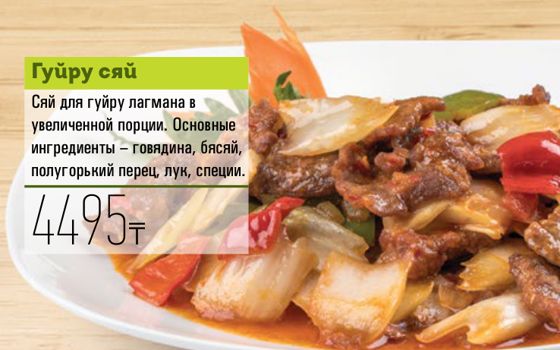 Гуйру сяй
Сяй для гуйру лагмана в
увеличенной порции. Основные
ингредиенты – говядина, бясяй,
полугорький перец, лук, специи.
4495₸